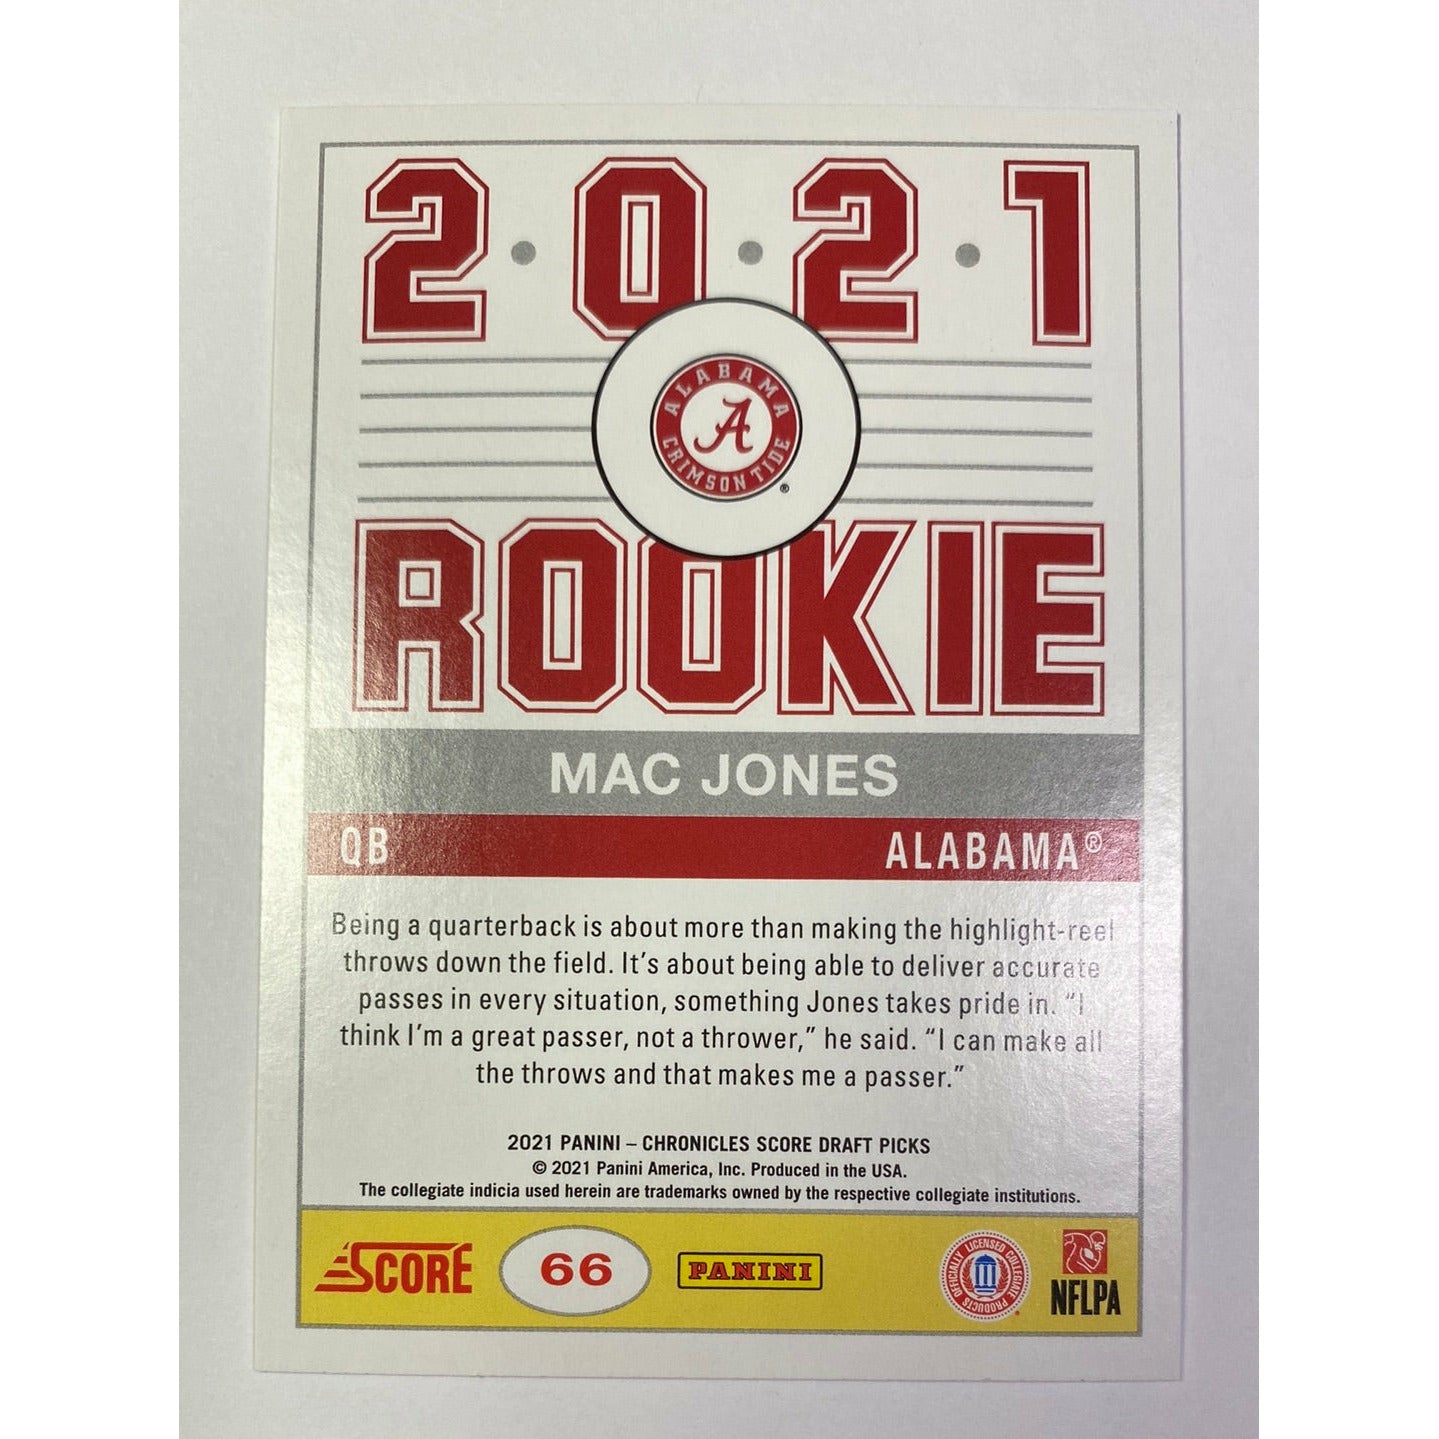 2·0·2·1
ALABAMA
A
CRIMSON TIDE
®
ROOKIE
MAC JONES
QB ALABAMA®
Being a quarterback is about more than making the highlight-reel
throws down the field. It's about being able to deliver accurate
passes in every situation, something Jones takes pride in. “I
think I'm a great passer, not a thrower,” he said. “I can make all
the throws and that makes me a passer.”
2021 PANINI – CHRONICLES SCORE DRAFT PICKS
© 2021 Panini America, Inc. Produced in the USA.
The collegiate indicia used herein are trademarks owned by the respective collegiate institutions.
SCORE 66 PANINI
OFFICIALLY LICENSED COLLEGIATE PRODUCTS
NFLPA